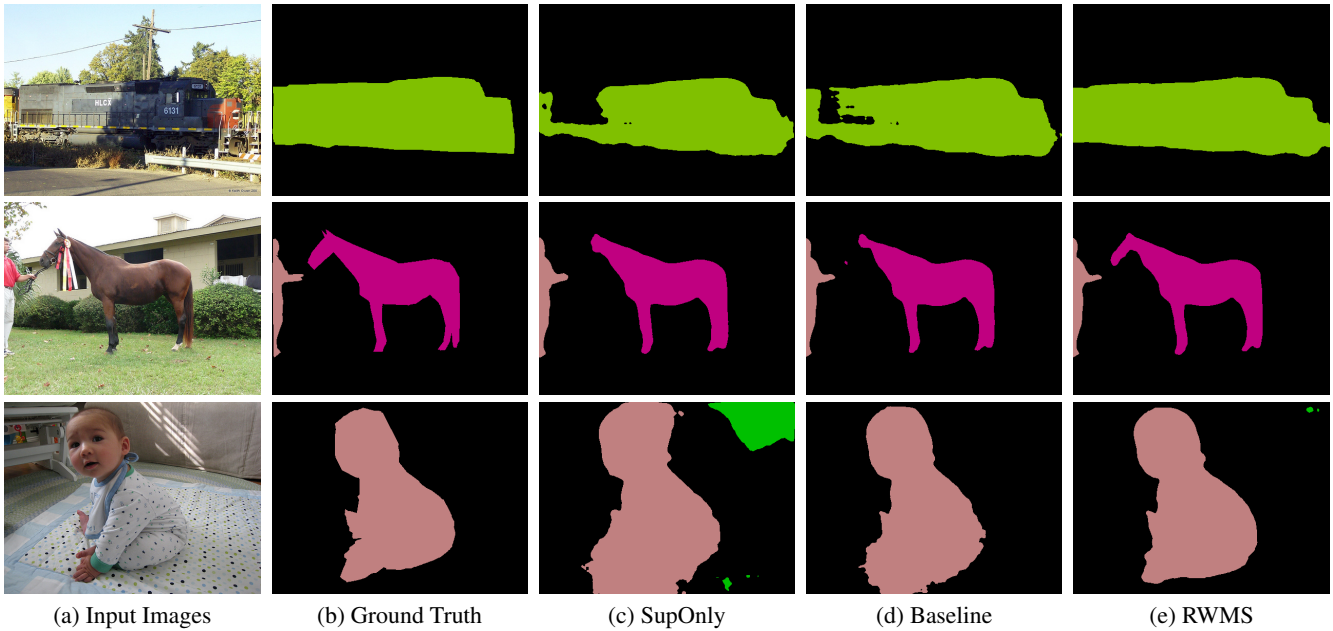 HLCX
6131
(a) Input Images
(b) Ground Truth
(c) SupOnly
(d) Baseline
(e) RWMS